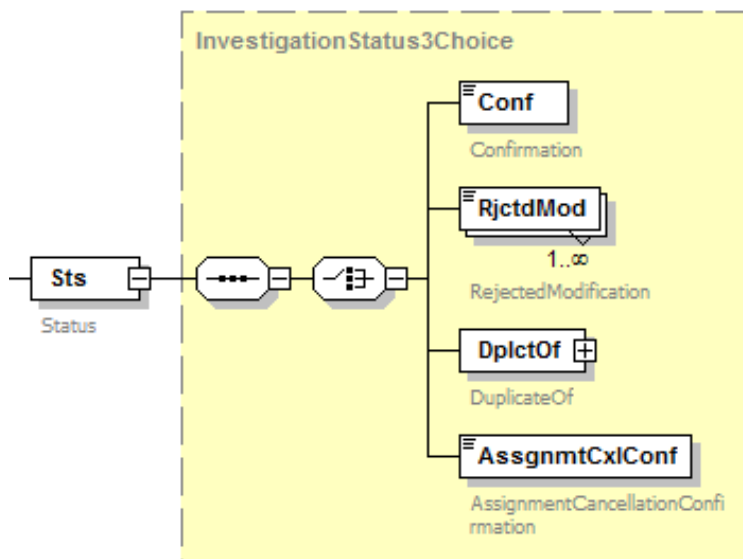 InvestigationStatus3Choice
Conf
Confirmation
RjctdMod
1..∞
RejectedModification
Sts
Status
DplctOf
DuplicateOf
AssgnmtCxlConf
AssignmentCancellationConfi
rmation